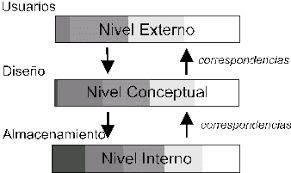 Usuarios
Nivel Externo
correspondencias
Diseño
Nivel Conceptual
Almacenamiento
correspondencias
Nivel Interno